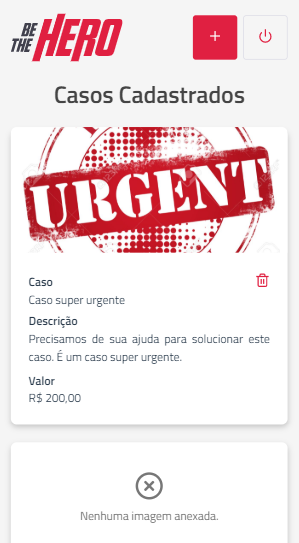 BE
THE HERO
+
Casos Cadastrados
URGENT
Caso
Caso super urgente
Descrição
Precisamos de sua ajuda para solucionar este
caso. É um caso super urgente.
Valor
R$ 200,00
Nenhuma imagem anexada.